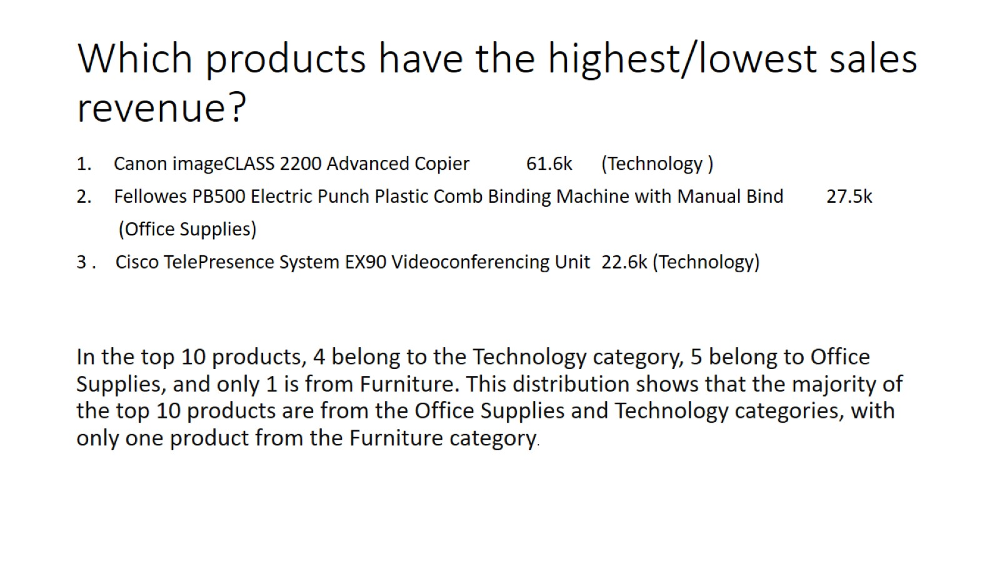 Which products have the highest/lowest sales
revenue?
1. Canon imageCLASS 2200 Advanced Copier 61.6k (Technology )
2. Fellowes PB500 Electric Punch Plastic Comb Binding Machine with Manual Bind 27.5k
(Office Supplies)
3 . Cisco TelePresence System EX90 Videoconferencing Unit 22.6k (Technology)
In the top 10 products, 4 belong to the Technology category, 5 belong to Office
Supplies, and only 1 is from Furniture. This distribution shows that the majority of
the top 10 products are from the Office Supplies and Technology categories, with
only one product from the Furniture category.